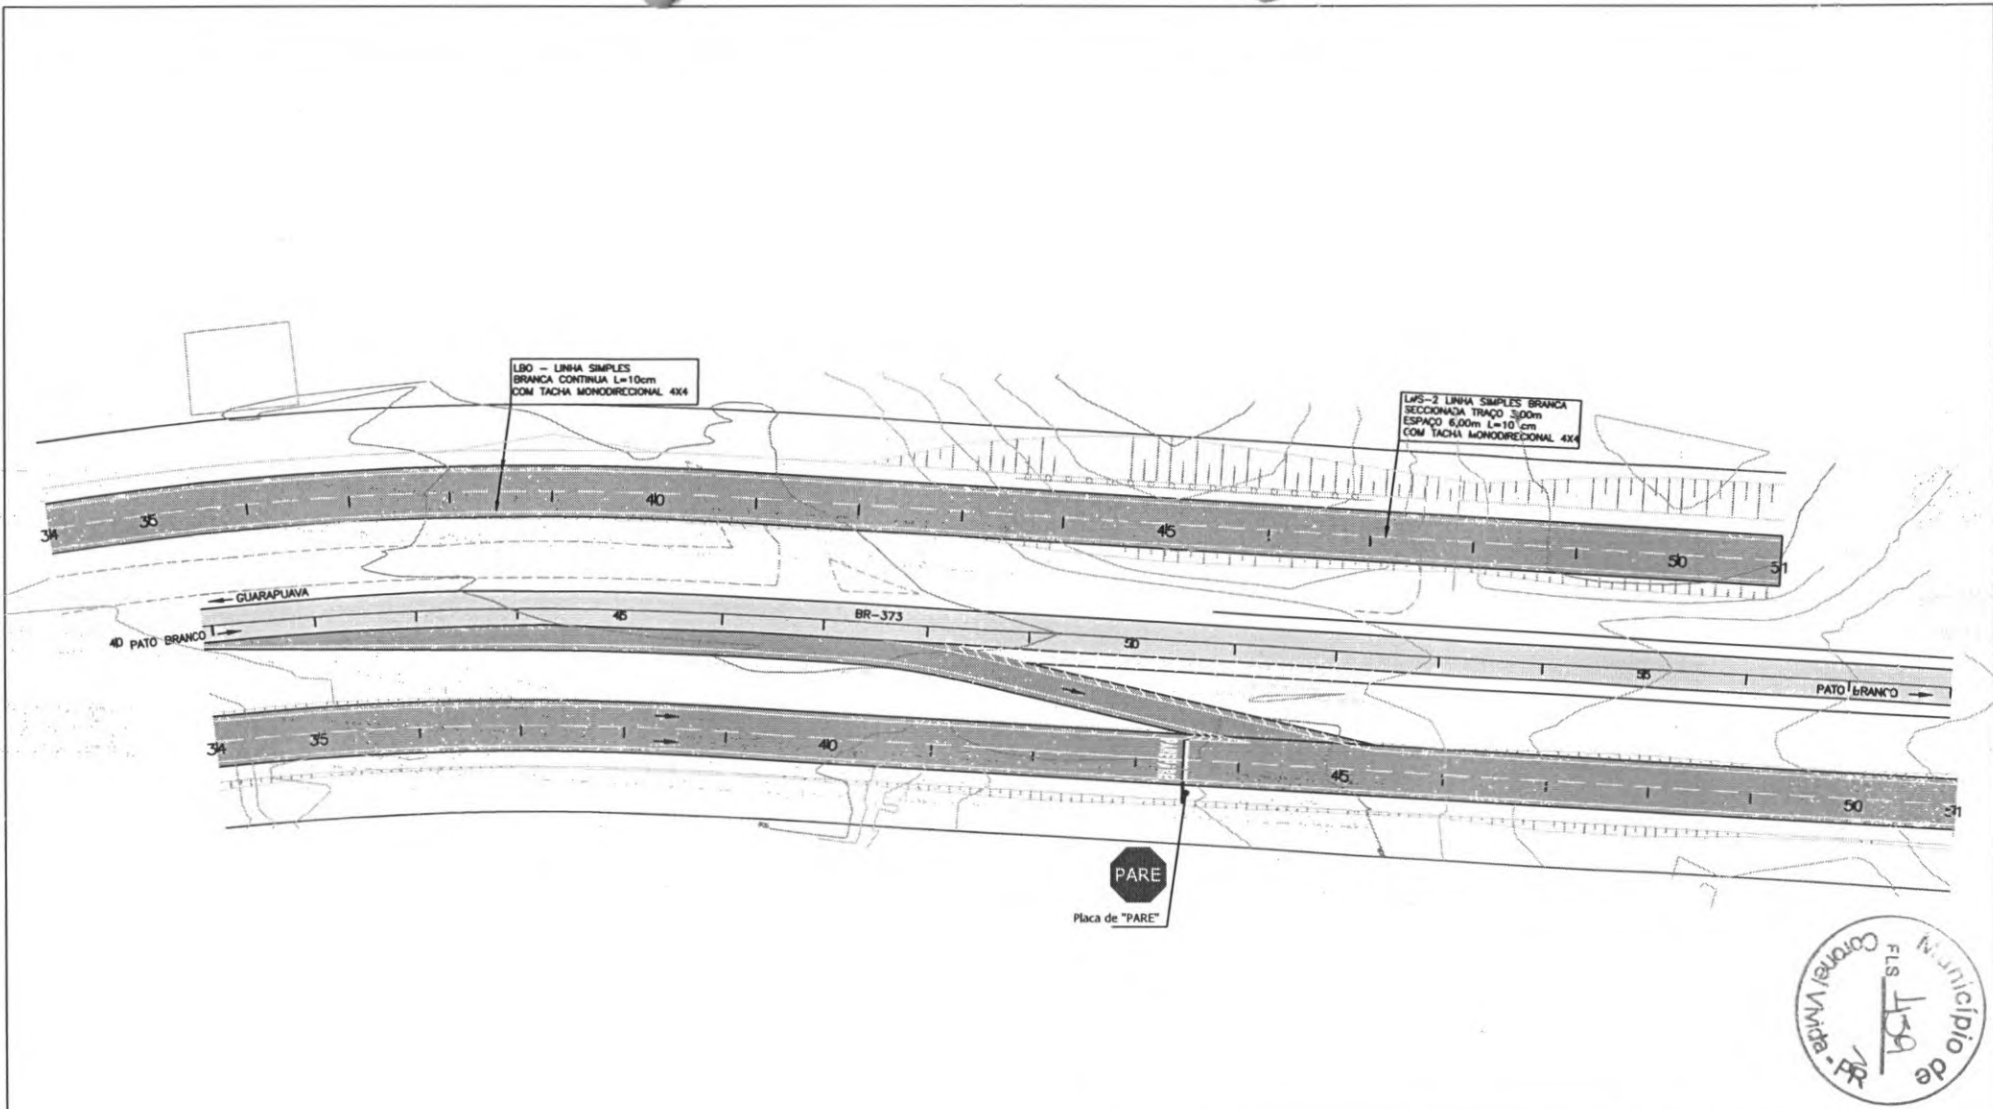 LBO - LINHA SIMPLES
BRANCA CONTINUA L=10cm
COM TACHA MONODIRECIONAL 4X4
LMS-2 LINHA SIMPLES BRANCA
SECCIONADA TRAÇO 3,00m
ESPAÇO 6,00m L=10 cm
COM TACHA MONODIRECIONAL 4X4
34
35
40
45
50
51
GUARAPUAVA
40 PATO BRANCO
45
BR-373
50
55
PATO BRANCO
34
35
40
45
50
51
PARE
Placa de "PARE"
Município de
Coronel Vivida - PR
FLS 459